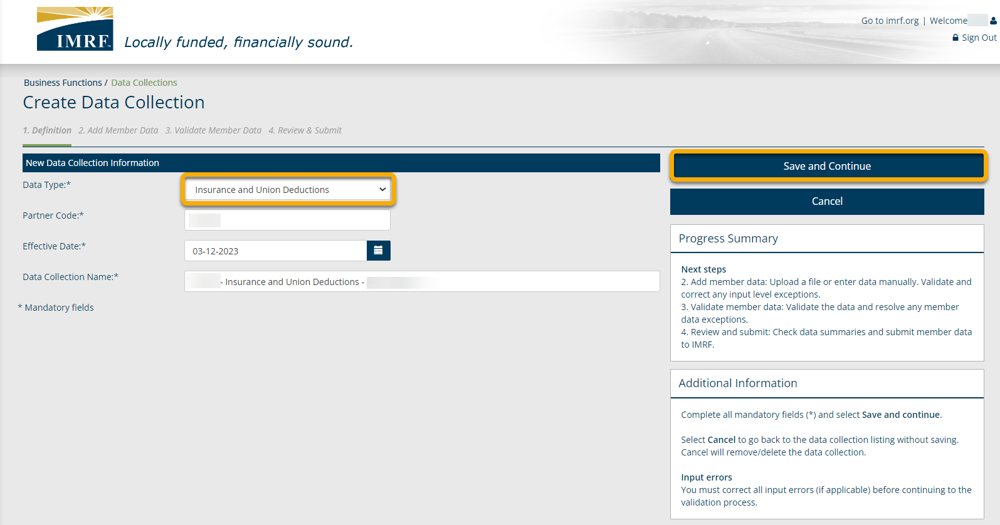 IMRF
Locally funded, financially sound.
Go to imrf.org | Welcome
Sign Out
Business Functions / Data Collections
Create Data Collection
1. Definition 2. Add Member Data 3. Validate Member Data 4. Review & Submit
New Data Collection Information
Data Type:*
Insurance and Union Deductions
Partner Code:*
Effective Date:*
03-12-2023
Data Collection Name:*
- Insurance and Union Deductions -
* Mandatory fields
Save and Continue
Cancel
Progress Summary
Next steps
2. Add member data: Upload a file or enter data manually. Validate and
correct any input level exceptions.
3. Validate member data: Validate the data and resolve any member
data exceptions.
4. Review and submit: Check data summaries and submit member data
to IMRF.
Additional Information
Complete all mandatory fields (*) and select Save and continue.
Select Cancel to go back to the data collection listing without saving.
Cancel will remove/delete the data collection.
Input errors
You must correct all input errors (if applicable) before continuing to the
validation process.